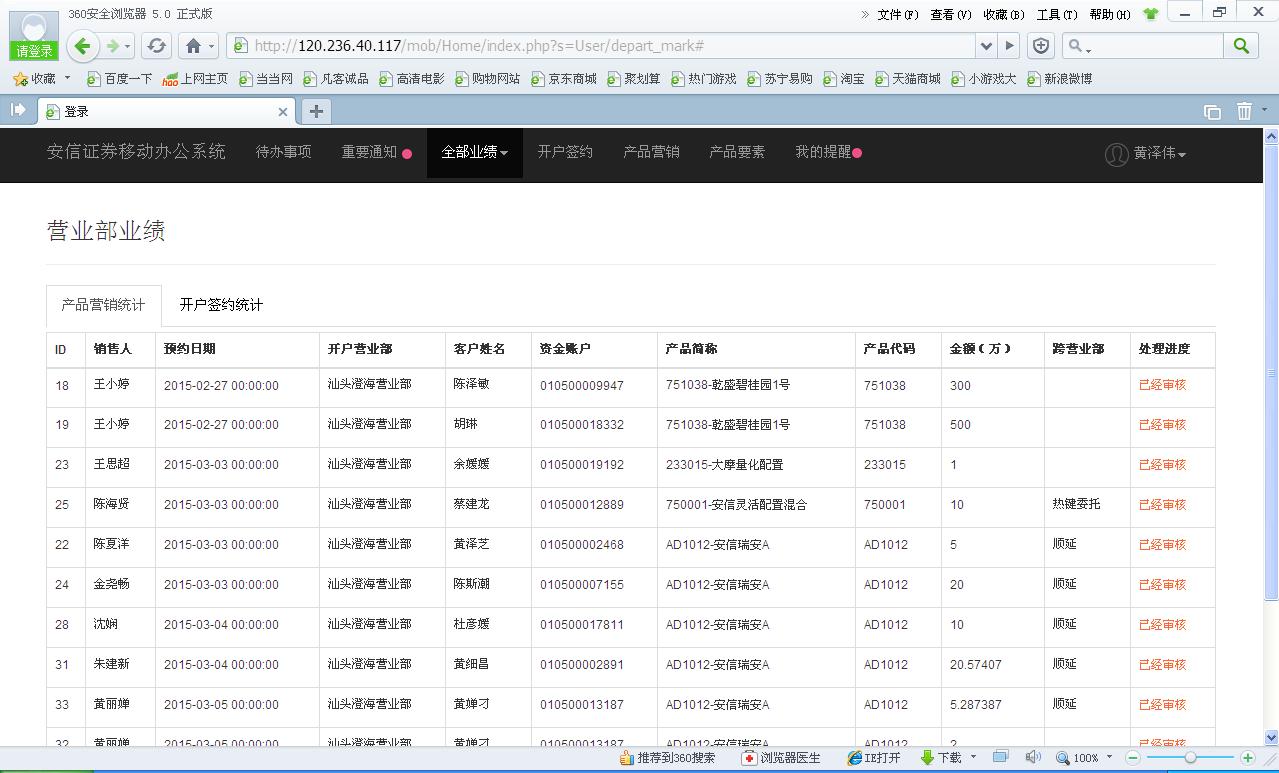 360安全浏览器 5.0 正式版
» 文件(F) 查看(V) 收藏(B) 工具(T) 帮助(H)
请登录
http://120.236.40.117/mob/Home/index.php?s=User/depart_mark#
收藏 百度一下 hao 上网主页 当当网 凡客诚品 高清电影 购物网站 京东商城 聚划算 热门游戏 苏宁易购 淘宝 天猫商城 小游戏大 新浪微博
登录
安信证券移动办公系统 待办事项 重要通知 全部业绩 开户签约 产品营销 产品要素 我的提醒 黄泽伟
营业部业绩
产品营销统计 开户签约统计
ID 销售人 预约日期 开户营业部 客户姓名 资金账户 产品简称 产品代码 金额(万) 跨营业部 处理进度
18 王小婷 2015-02-27 00:00:00 汕头澄海营业部 陈泽敏 010500009947 751038-乾盛碧桂园1号 751038 300 已经审核
19 王小婷 2015-02-27 00:00:00 汕头澄海营业部 胡琳 010500018332 751038-乾盛碧桂园1号 751038 500 已经审核
23 王思超 2015-03-03 00:00:00 汕头澄海营业部 余媛媛 010500019192 233015-大摩量化配置 233015 1 已经审核
25 陈海贤 2015-03-03 00:00:00 汕头澄海营业部 蔡建龙 010500012889 750001-安信灵活配置混合 750001 10 热键委托 已经审核
22 陈夏洋 2015-03-03 00:00:00 汕头澄海营业部 黄泽芝 010500002468 AD1012-安信瑞安A AD1012 5 顺延 已经审核
24 金尧畅 2015-03-03 00:00:00 汕头澄海营业部 陈斯潮 010500007155 AD1012-安信瑞安A AD1012 20 顺延 已经审核
28 沈娴 2015-03-04 00:00:00 汕头澄海营业部 杜彦媛 010500017811 AD1012-安信瑞安A AD1012 10 顺延 已经审核
31 朱建新 2015-03-04 00:00:00 汕头澄海营业部 黄细昌 010500002891 AD1012-安信瑞安A AD1012 20.57407 顺延 已经审核
33 黄丽婵 2015-03-05 00:00:00 汕头澄海营业部 黄婵刁 010500013187 AD1012-安信瑞安A AD1012 5.287387 顺延 已经审核
32 黄丽婵 2015-03-05 00:00:00 汕头澄海营业部 黄婵刁 010500013187 AD1012-安信瑞安A AD1012 2 已经审核
推荐到360搜索 浏览器医生 IE打开 下载 100%